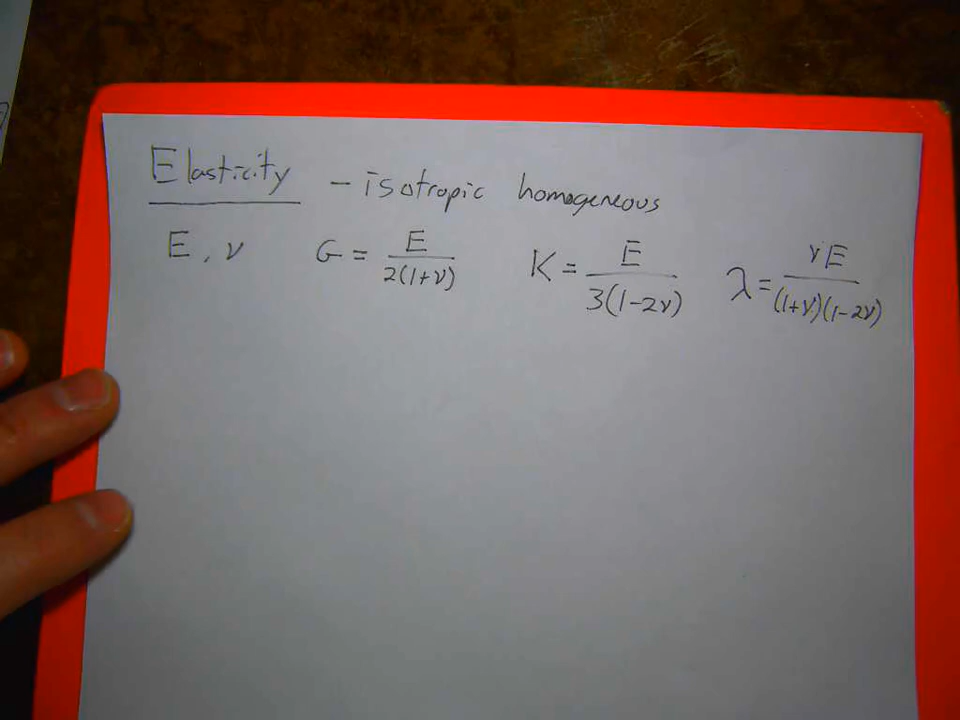 Elasticity - isotropic homogeneous
E, ν G = E/2(1+ν) K = E/3(1-2ν) λ = νE/(1+ν)(1-2ν)